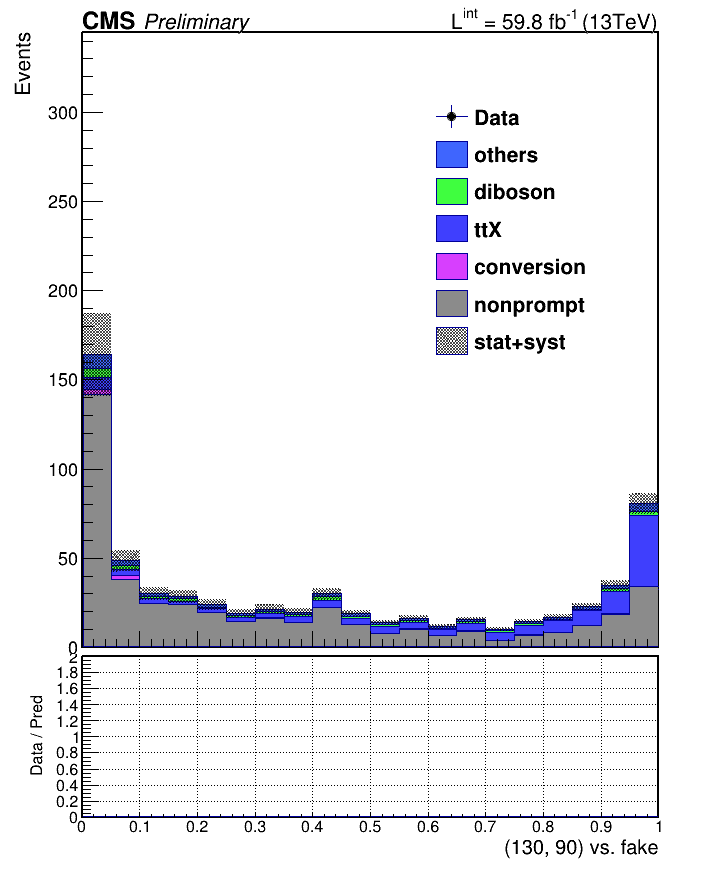 CMS Preliminary
L^int = 59.8 fb^-1 (13TeV)
Events
300
250
200
150
100
50
0
Data
others
diboson
ttX
conversion
nonprompt
stat+syst
Data / Pred
2
1.8
1.6
1.4
1.2
1
0.8
0.6
0.4
0.2
0
0 0.1 0.2 0.3 0.4 0.5 0.6 0.7 0.8 0.9 1
(130, 90) vs. fake